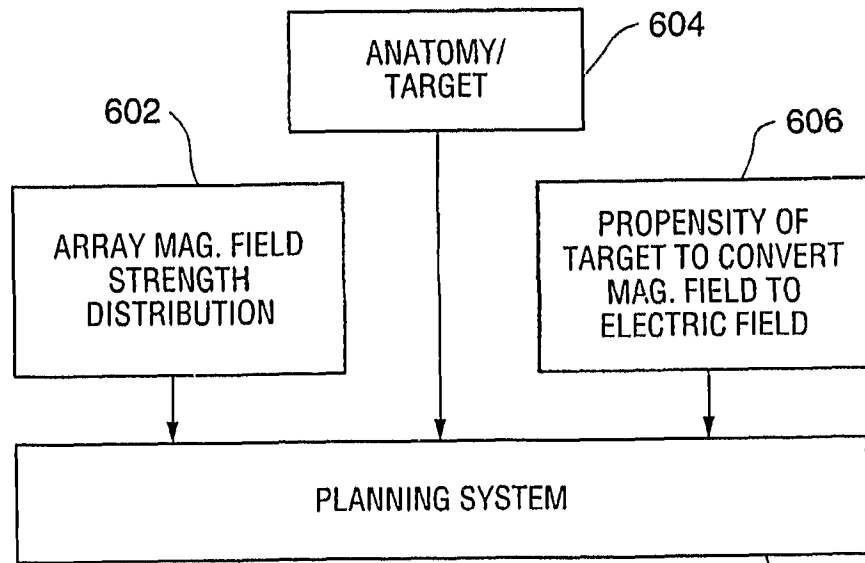 604
ANATOMY/
TARGET
602
606
ARRAY MAG. FIELD
STRENGTH
DISTRIBUTION
PROPENSITY OF
TARGET TO CONVERT
MAG. FIELD TO
ELECTRIC FIELD
PLANNING SYSTEM